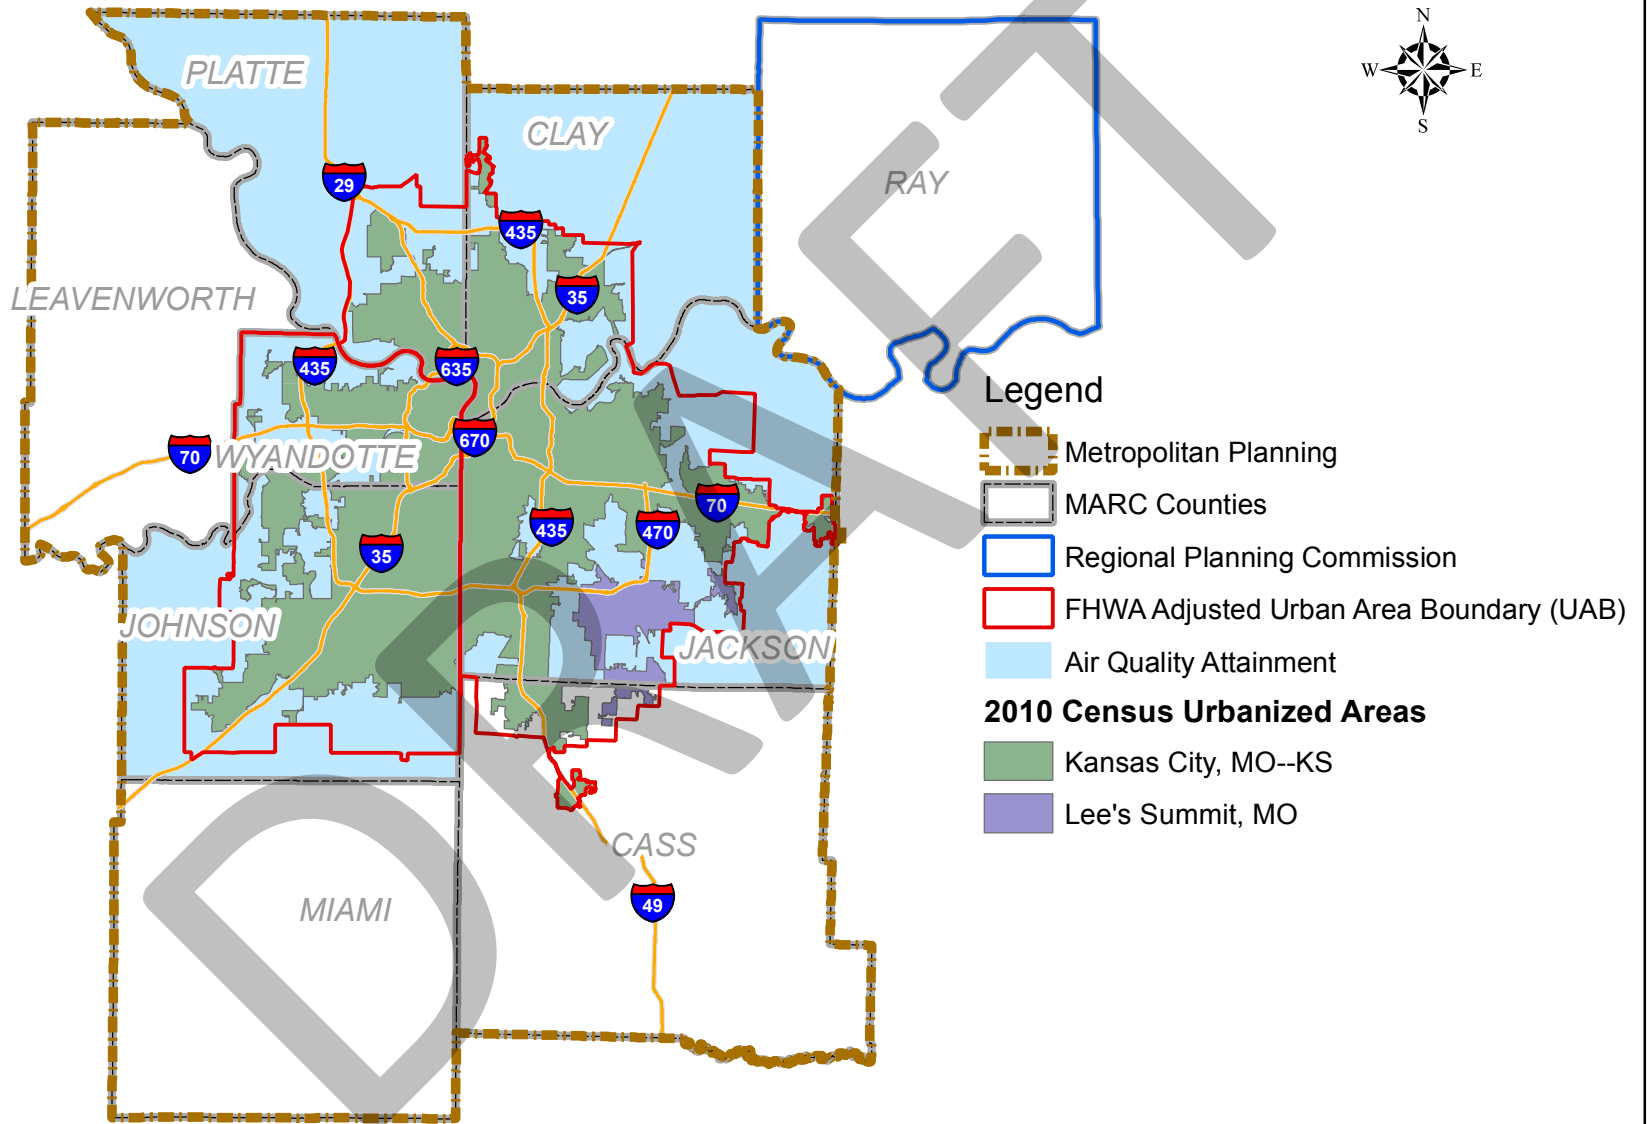 N
W E
S
PLATTE
CLAY
RAY
29
435
LEAVENWORTH
35
435
635
Legend
670
70
WYANDOTTE
Metropolitan Planning
MARC Counties
70
435
470
35
Regional Planning Commission
FHWA Adjusted Urban Area Boundary (UAB)
JOHNSON
JACKSON
Air Quality Attainment
2010 Census Urbanized Areas
Kansas City, MO--KS
Lee's Summit, MO
CASS
49
MIAMI
DRAFT